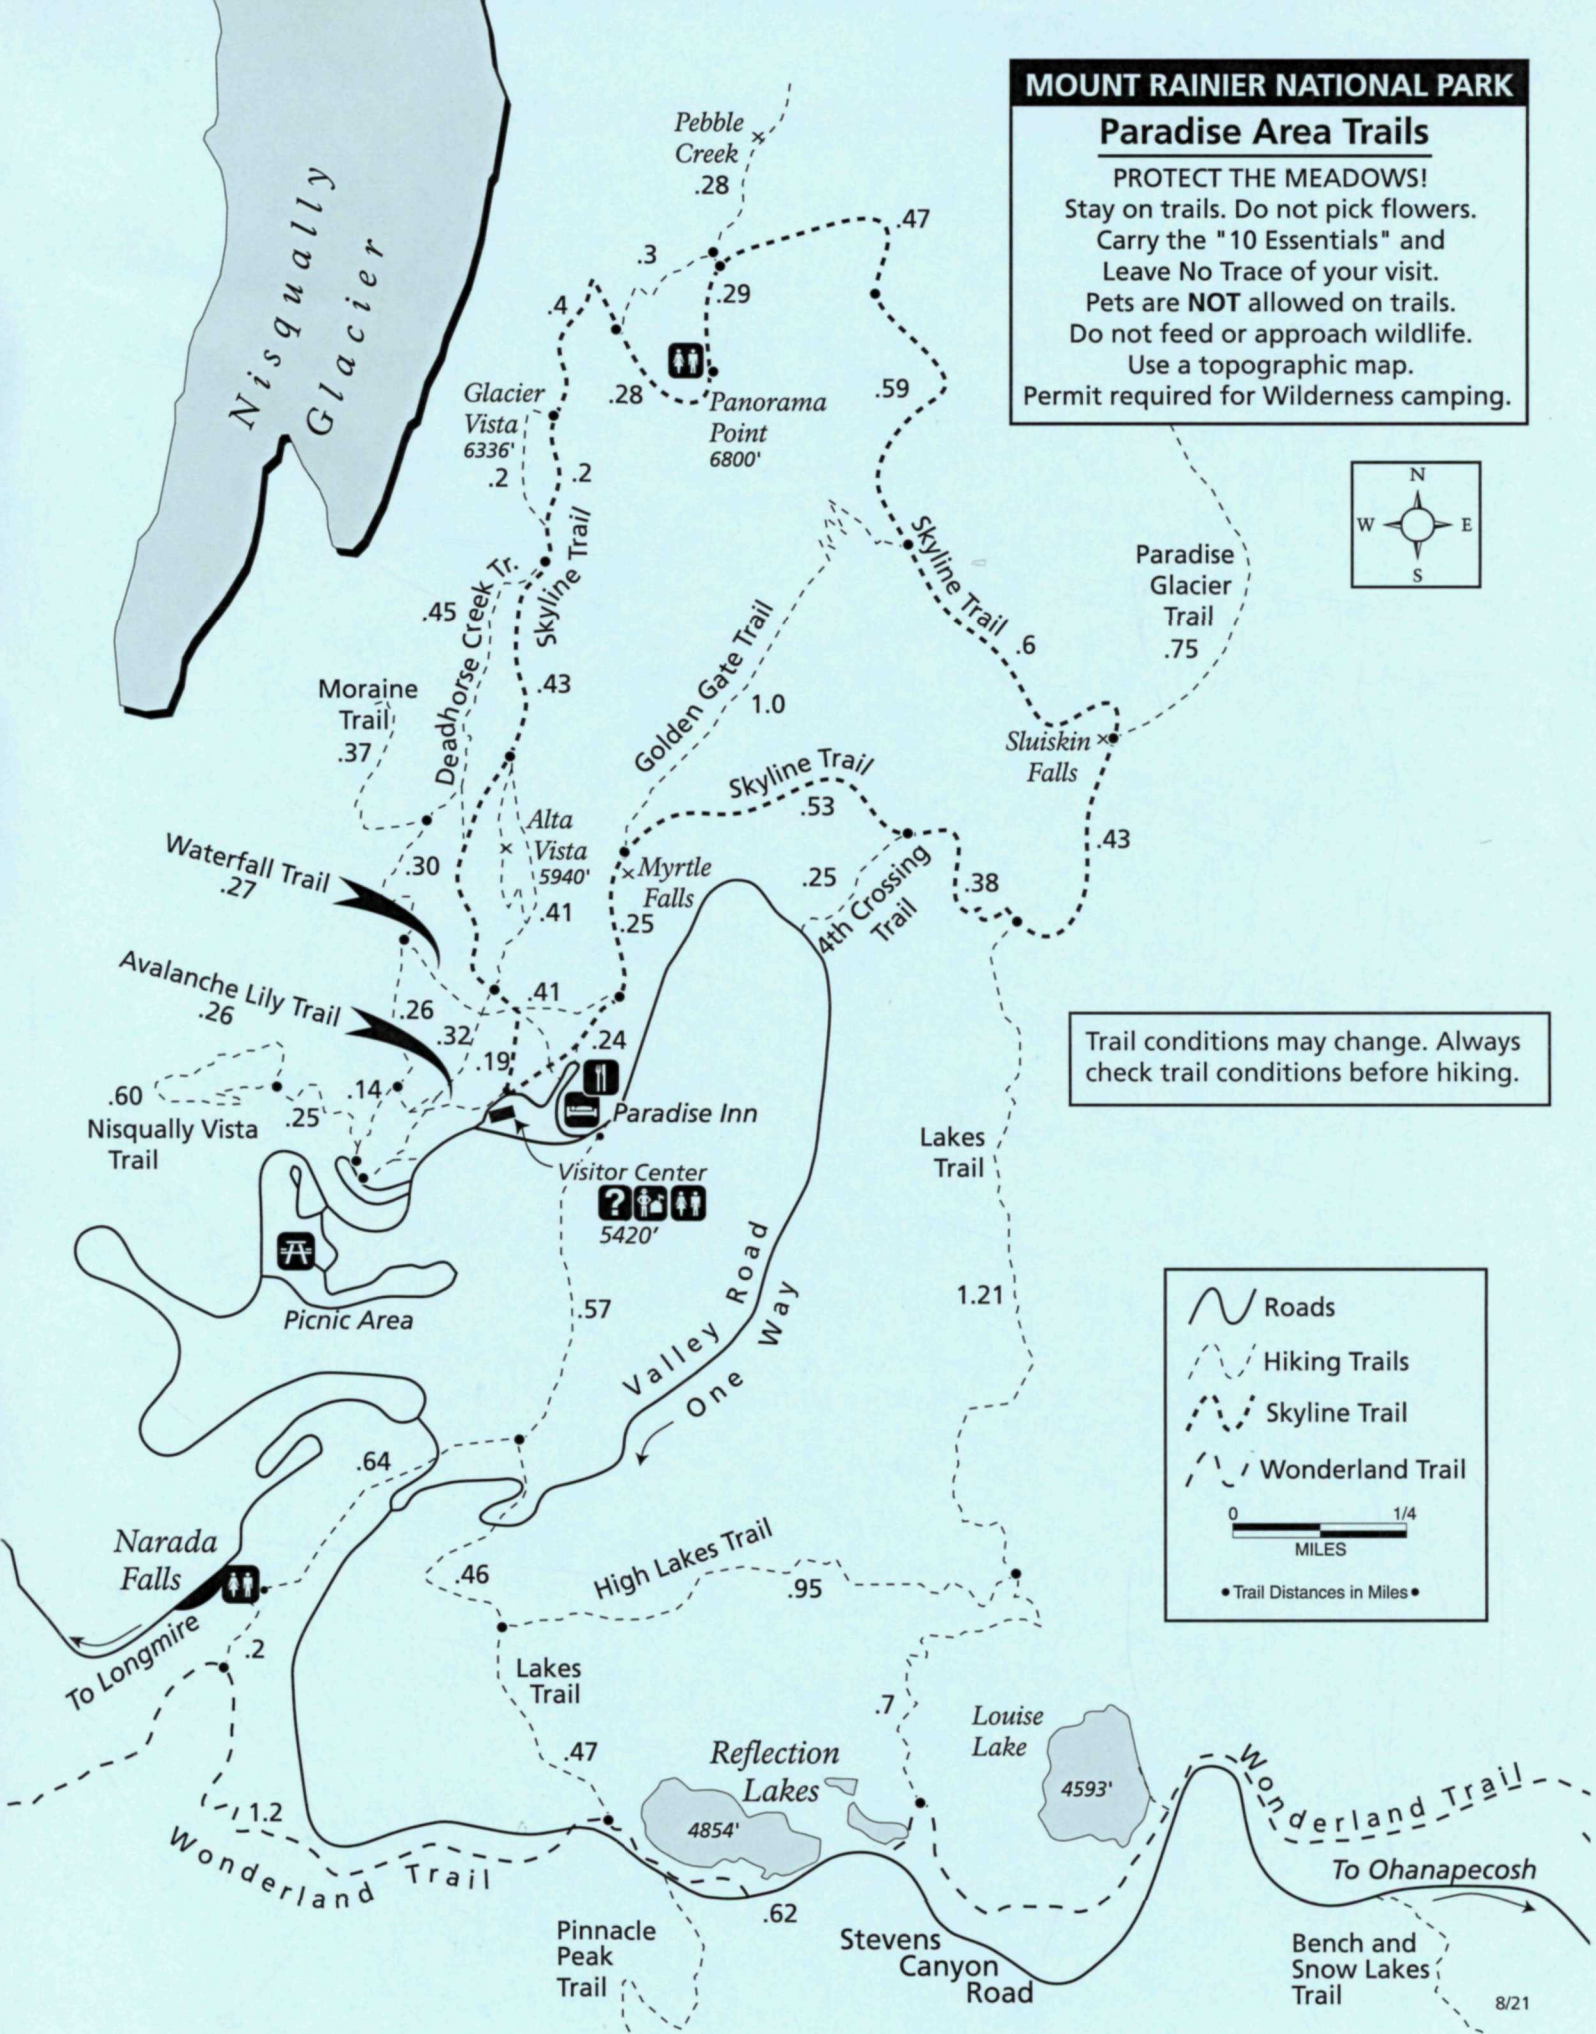 MOUNT RAINIER NATIONAL PARK
Paradise Area Trails
PROTECT THE MEADOWS!
Stay on trails. Do not pick flowers.
Carry the "10 Essentials" and
Leave No Trace of your visit.
Pets are NOT allowed on trails.
Do not feed or approach wildlife.
Use a topographic map.
Permit required for Wilderness camping.
Nisqually
Glacier
Pebble
Creek
.28
.47
.3
.29
.4
.28
Panorama
Point
6800'
.59
Glacier
Vista
6336'
.2
.2
N
W
E
S
Skyline Trail
Skyline Trail
.6
Paradise
Glacier
Trail
.75
Deadhorse Creek Tr.
.45
.43
Moraine
Trail
.37
Golden Gate Trail
1.0
Sluiskin
Falls
Skyline Trail
.53
.43
Alta
Vista
5940'
.41
Myrtle
Falls
.25
.25
4th Crossing
Trail
.38
Waterfall Trail
.27
.30
Avalanche Lily Trail
.26
.26
.32
.41
.24
.19
.14
.60
Nisqually Vista
Trail
.25
Paradise Inn
Visitor Center
?
5420'
Trail conditions may change. Always
check trail conditions before hiking.
Lakes
Trail
1.21
Picnic Area
.57
Valley Road
One Way
.64
Narada
Falls
To Longmire
.2
.46
High Lakes Trail
.95
Lakes
Trail
.47
.7
Louise
Lake
4593'
Reflection
Lakes
4854'
1.2
Wonderland Trail
.62
Pinnacle
Peak
Trail
Stevens
Canyon
Road
Wonderland Trail
To Ohanapecosh
Bench and
Snow Lakes
Trail
Roads
Hiking Trails
Skyline Trail
Wonderland Trail
0 1/4
MILES
• Trail Distances in Miles •
8/21